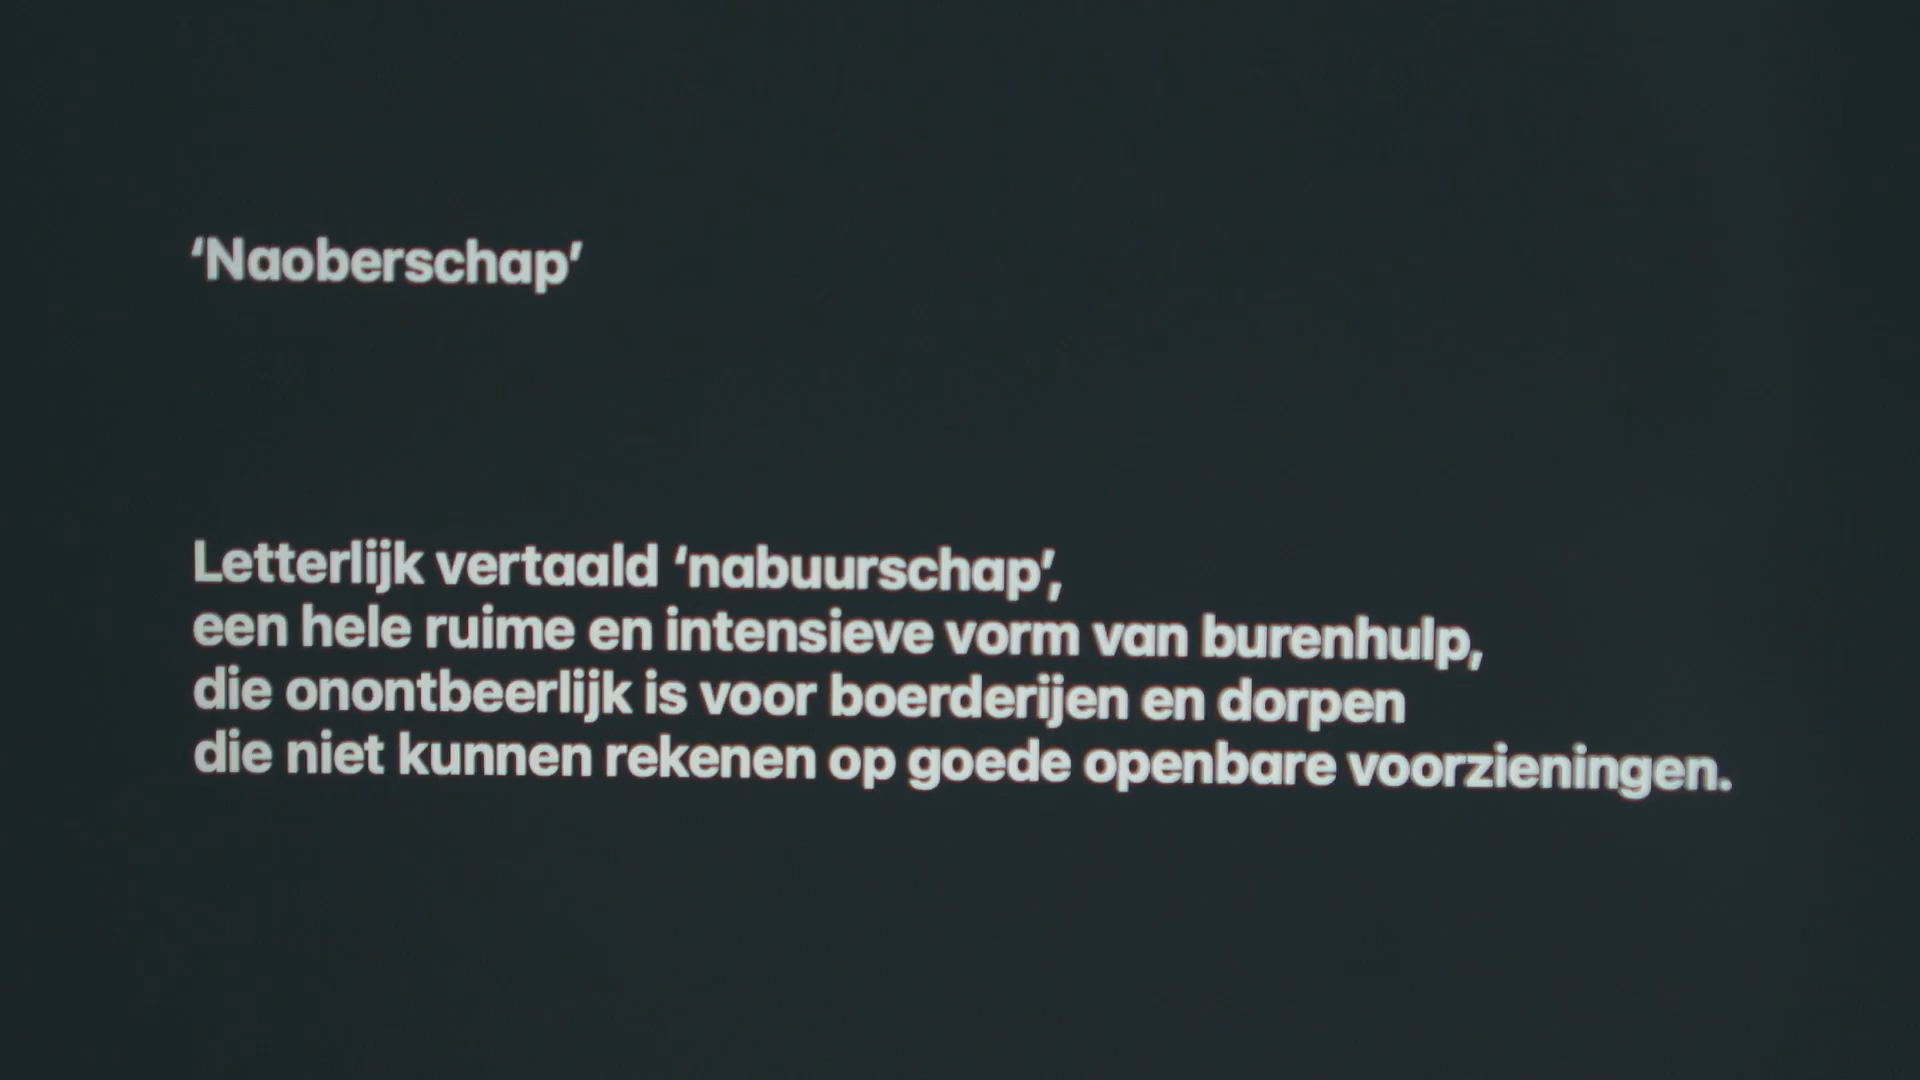 ‘Naoberschap’
Letterlijk vertaald ‘nabuurschap’,
een hele ruime en intensieve vorm van burenhulp,
die onontbeerlijk is voor boerderijen en dorpen
die niet kunnen rekenen op goede openbare voorzieningen.